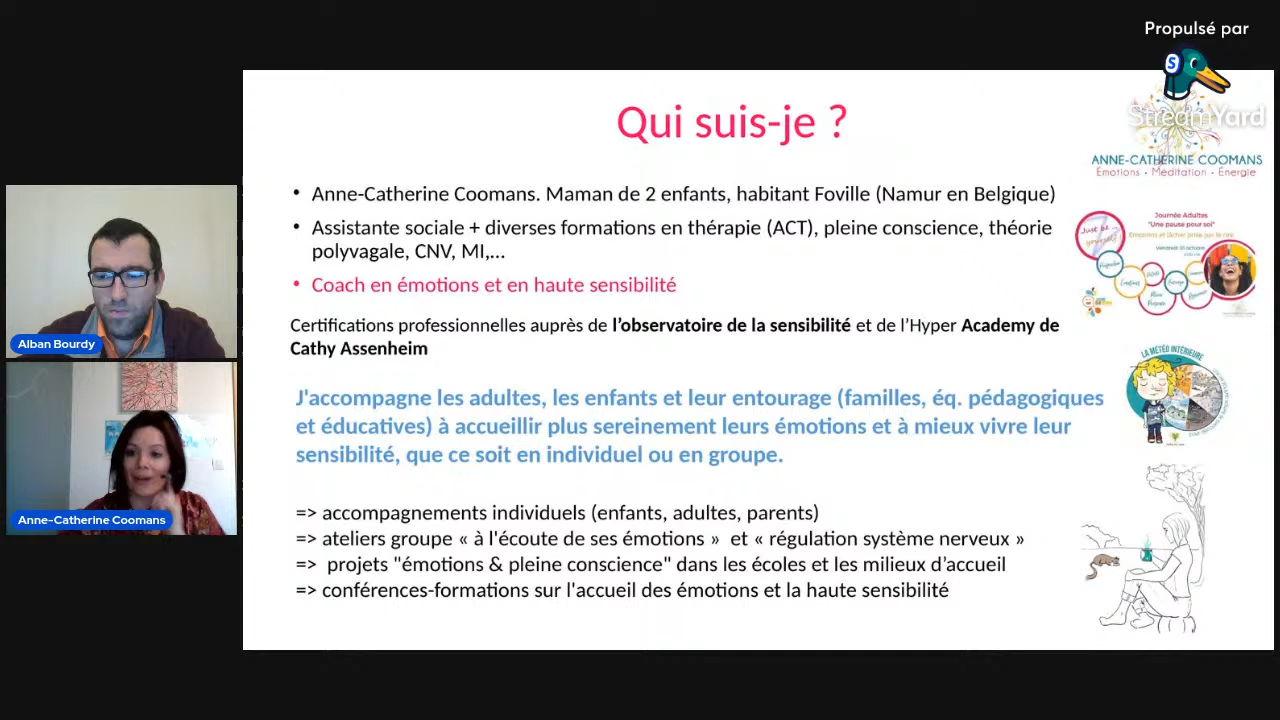 Propulsé par
StreamYard
Qui suis-je ?
ANNE-CATHERINE COOMANS
Émotions • Méditation • Énergie
• Anne-Catherine Coomans. Maman de 2 enfants, habitant Foville (Namur en Belgique)
• Assistante sociale + diverses formations en thérapie (ACT), pleine conscience, théorie
polyvagale, CNV, MI,...
• Coach en émotions et en haute sensibilité
Certifications professionnelles auprès de l’observatoire de la sensibilité et de l’Hyper Academy de
Cathy Assenheim
J'accompagne les adultes, les enfants et leur entourage (familles, éq. pédagogiques
et éducatives) à accueillir plus sereinement leurs émotions et à mieux vivre leur
sensibilité, que ce soit en individuel ou en groupe.
=> accompagnements individuels (enfants, adultes, parents)
=> ateliers groupe « à l'écoute de ses émotions »  et « régulation système nerveux »
=>  projets "émotions & pleine conscience" dans les écoles et les milieux d’accueil
=> conférences-formations sur l'accueil des émotions et la haute sensibilité
Journée Adultes
"Une pause pour soi"
Just be
yourself
Émotions
LA MÉTÉO INTÉRIEURE
Alban Bourdy
Anne-Catherine Coomans